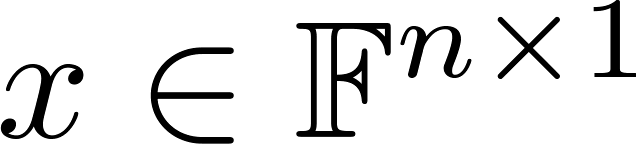 x ∈ 𝔽^{n×1}